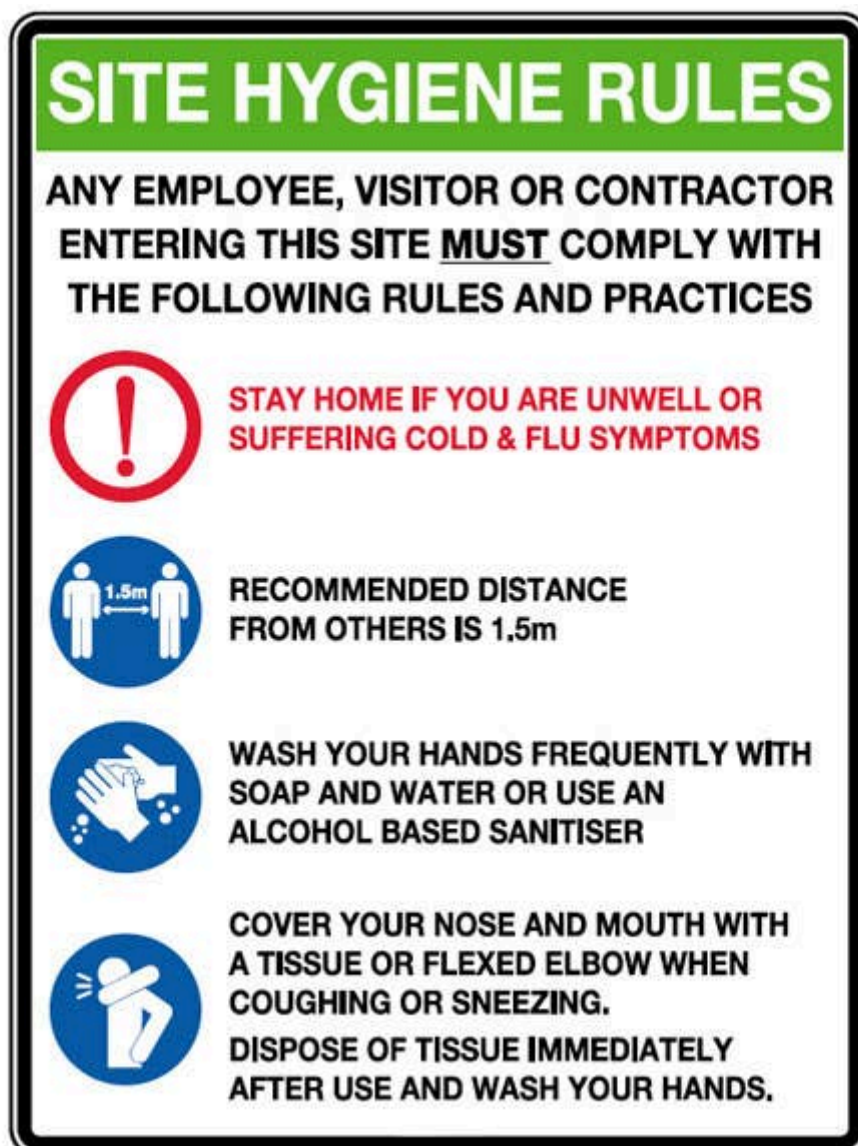 SITE HYGIENE RULES
ANY EMPLOYEE, VISITOR OR CONTRACTOR
ENTERING THIS SITE MUST COMPLY WITH
THE FOLLOWING RULES AND PRACTICES
STAY HOME IF YOU ARE UNWELL OR
SUFFERING COLD & FLU SYMPTOMS
1.5m
RECOMMENDED DISTANCE
FROM OTHERS IS 1.5m
WASH YOUR HANDS FREQUENTLY WITH
SOAP AND WATER OR USE AN
ALCOHOL BASED SANITISER
COVER YOUR NOSE AND MOUTH WITH
A TISSUE OR FLEXED ELBOW WHEN
COUGHING OR SNEEZING.
DISPOSE OF TISSUE IMMEDIATELY
AFTER USE AND WASH YOUR HANDS.